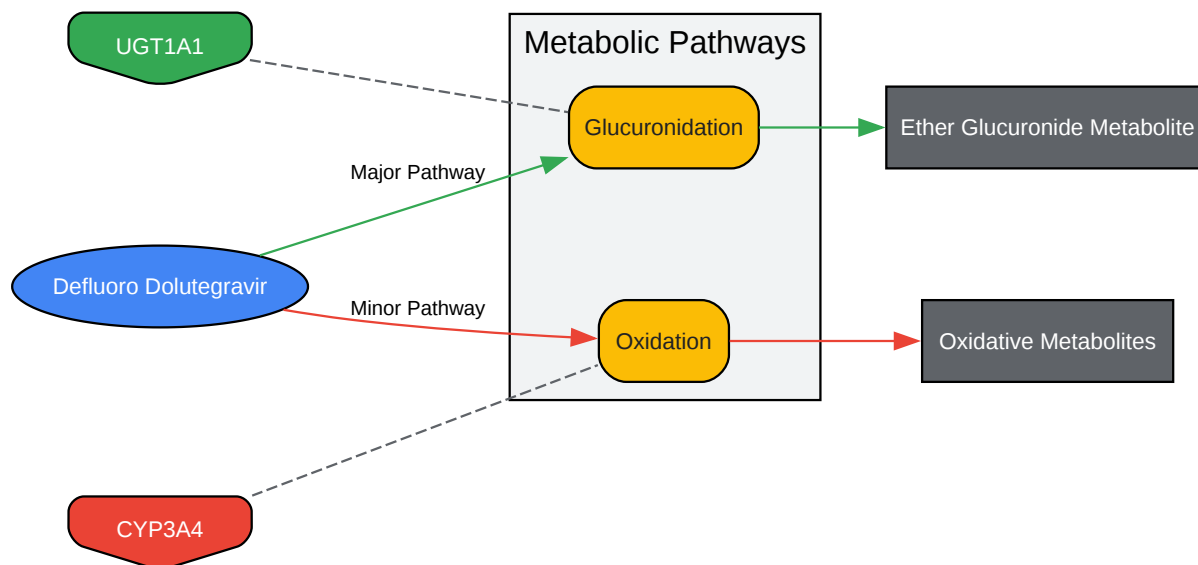 UGT1A1
Metabolic Pathways
Glucuronidation
Ether Glucuronide Metabolite
Major Pathway
Defluoro Dolutegravir
Minor Pathway
Oxidation
Oxidative Metabolites
CYP3A4